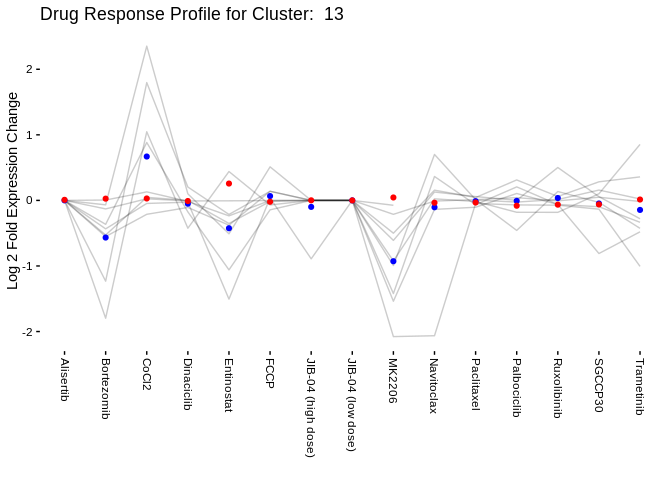 Drug Response Profile for Cluster:  13
Log 2 Fold Expression Change
2
1
0
-1
-2
Alisertib
Bortezomib
CoCl2
Dinaciclib
Entinostat
FCCP
JIB-04 (high dose)
JIB-04 (low dose)
MK2206
Navitoclax
Paclitaxel
Palbociclib
Ruxolibinib
SGCCP30
Trametinib